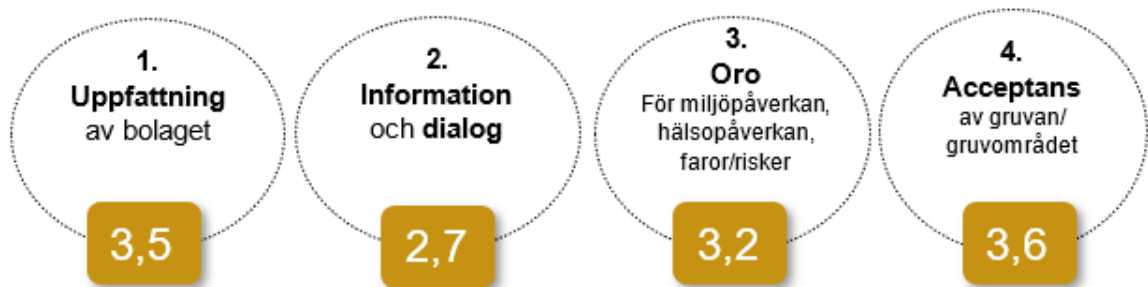 1.
Uppfattning
av bolaget
3,5
2.
Information
och dialog
2,7
3.
Oro
För miljöpåverkan,
hälsopåverkan,
faror/risker
3,2
4.
Acceptans
av gruvan/
gruvområdet
3,6